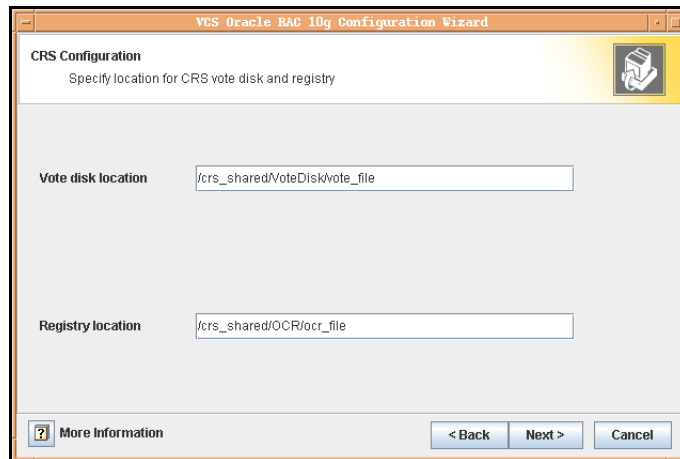 VCS Oracle RAC 10g Configuration Wizard
CRS Configuration
Specify location for CRS vote disk and registry
Vote disk location /crs_shared/VoteDisk/vote_file
Registry location /crs_shared/OCR/ocr_file
? More Information < Back Next > Cancel